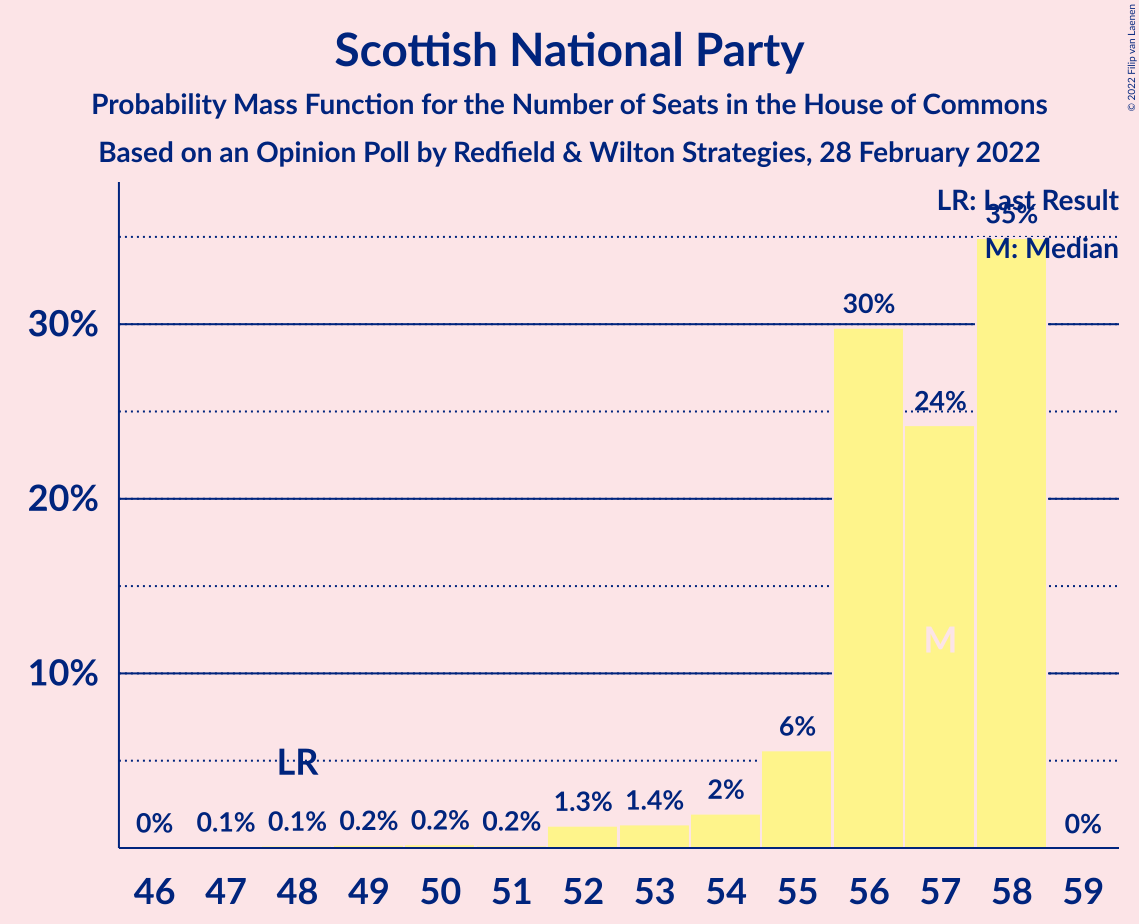 Scottish National Party
Probability Mass Function for the Number of Seats in the House of Commons
Based on an Opinion Poll by Redfield & Wilton Strategies, 28 February 2022
© 2022 Filip van Laenen
LR: Last Result
35%
M: Median
30%
30%
24%
20%
M
10%
6%
LR
0% 0.1% 0.1% 0.2% 0.2% 0.2% 1.3% 1.4% 2% 0%
46 47 48 49 50 51 52 53 54 55 56 57 58 59